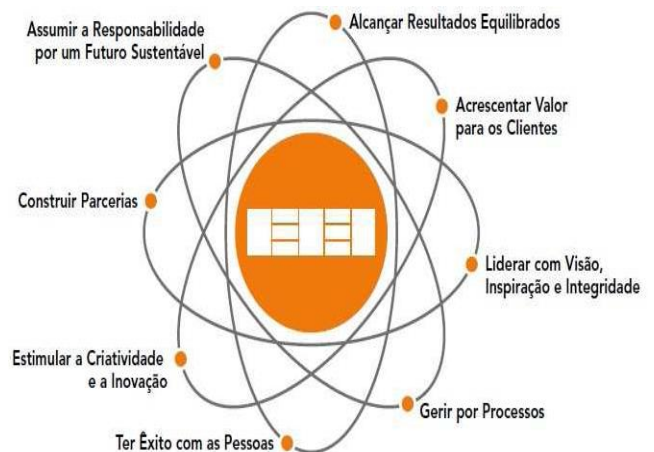 Alcançar Resultados Equilibrados
Acrescentar Valor
para os Clientes
Liderar com Visão,
Inspiração e Integridade
Gerir por Processos
Ter Êxito com as Pessoas
Estimular a Criatividade
e a Inovação
Construir Parcerias
Assumir a Responsabilidade
por um Futuro Sustentável